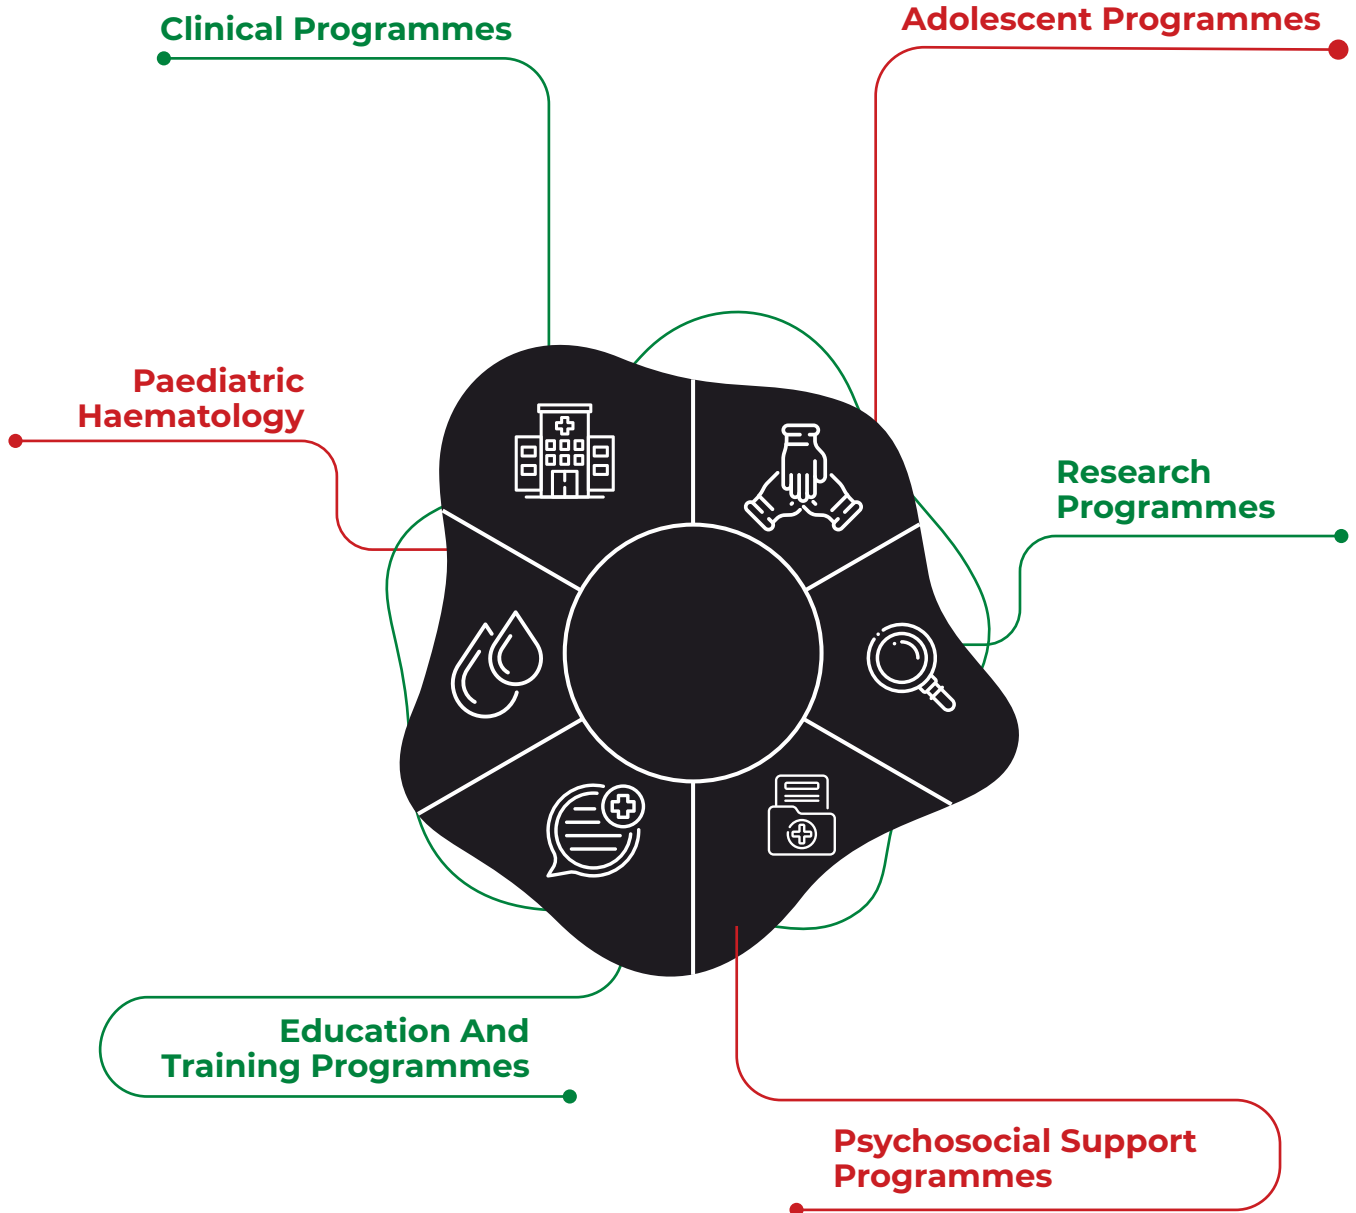 Clinical Programmes
Adolescent Programmes
Paediatric
Haematology
Research
Programmes
Education And
Training Programmes
Psychosocial Support
Programmes